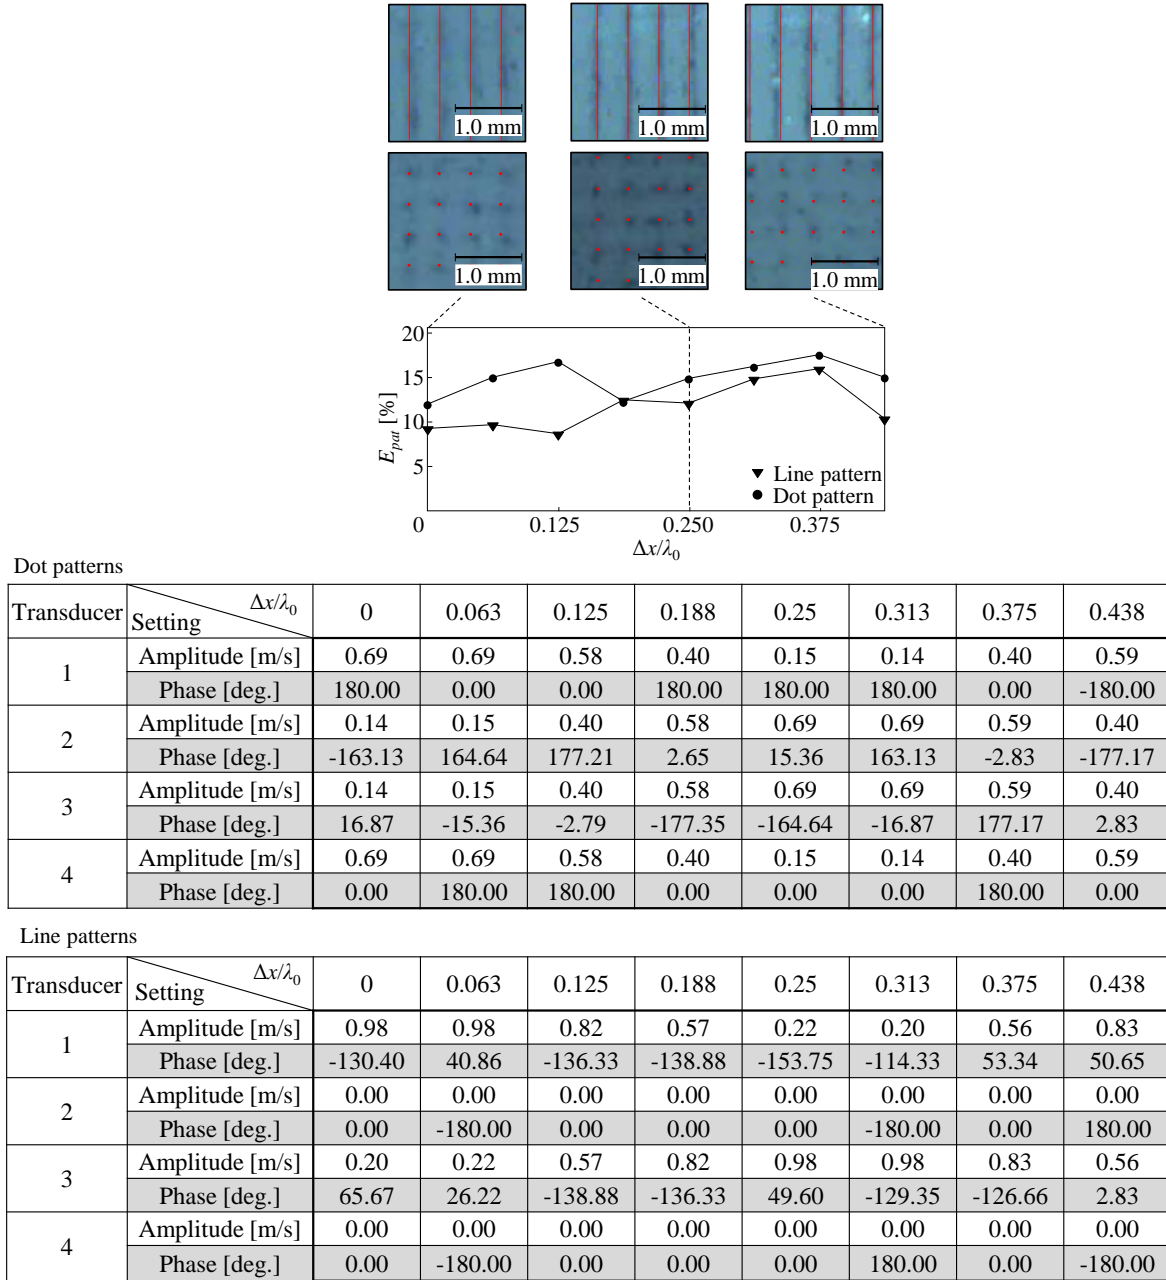 1.0 mm 1.0 mm 1.0 mm
1.0 mm 1.0 mm 1.0 mm
20
15
10
5
E_pat [%]
Line pattern
Dot pattern
0 0.125 0.250 0.375
Δx/λ₀
Dot patterns
Transducer Setting Δx/λ₀ 0 0.063 0.125 0.188 0.25 0.313 0.375 0.438
1 Amplitude [m/s] 0.69 0.69 0.58 0.40 0.15 0.14 0.40 0.59
Phase [deg.] 180.00 0.00 0.00 180.00 180.00 180.00 0.00 -180.00
2 Amplitude [m/s] 0.14 0.15 0.40 0.58 0.69 0.69 0.59 0.40
Phase [deg.] -163.13 164.64 177.21 2.65 15.36 163.13 -2.83 -177.17
3 Amplitude [m/s] 0.14 0.15 0.40 0.58 0.69 0.69 0.59 0.40
Phase [deg.] 16.87 -15.36 -2.79 -177.35 -164.64 -16.87 177.17 2.83
4 Amplitude [m/s] 0.69 0.69 0.58 0.40 0.15 0.14 0.40 0.59
Phase [deg.] 0.00 180.00 180.00 0.00 0.00 0.00 180.00 0.00
Line patterns
Transducer Setting Δx/λ₀ 0 0.063 0.125 0.188 0.25 0.313 0.375 0.438
1 Amplitude [m/s] 0.98 0.98 0.82 0.57 0.22 0.20 0.56 0.83
Phase [deg.] -130.40 40.86 -136.33 -138.88 -153.75 -114.33 53.34 50.65
2 Amplitude [m/s] 0.00 0.00 0.00 0.00 0.00 0.00 0.00 0.00
Phase [deg.] 0.00 -180.00 0.00 0.00 0.00 -180.00 0.00 180.00
3 Amplitude [m/s] 0.20 0.22 0.57 0.82 0.98 0.98 0.83 0.56
Phase [deg.] 65.67 26.22 -138.88 -136.33 49.60 -129.35 -126.66 2.83
4 Amplitude [m/s] 0.00 0.00 0.00 0.00 0.00 0.00 0.00 0.00
Phase [deg.] 0.00 -180.00 0.00 0.00 0.00 180.00 0.00 -180.00